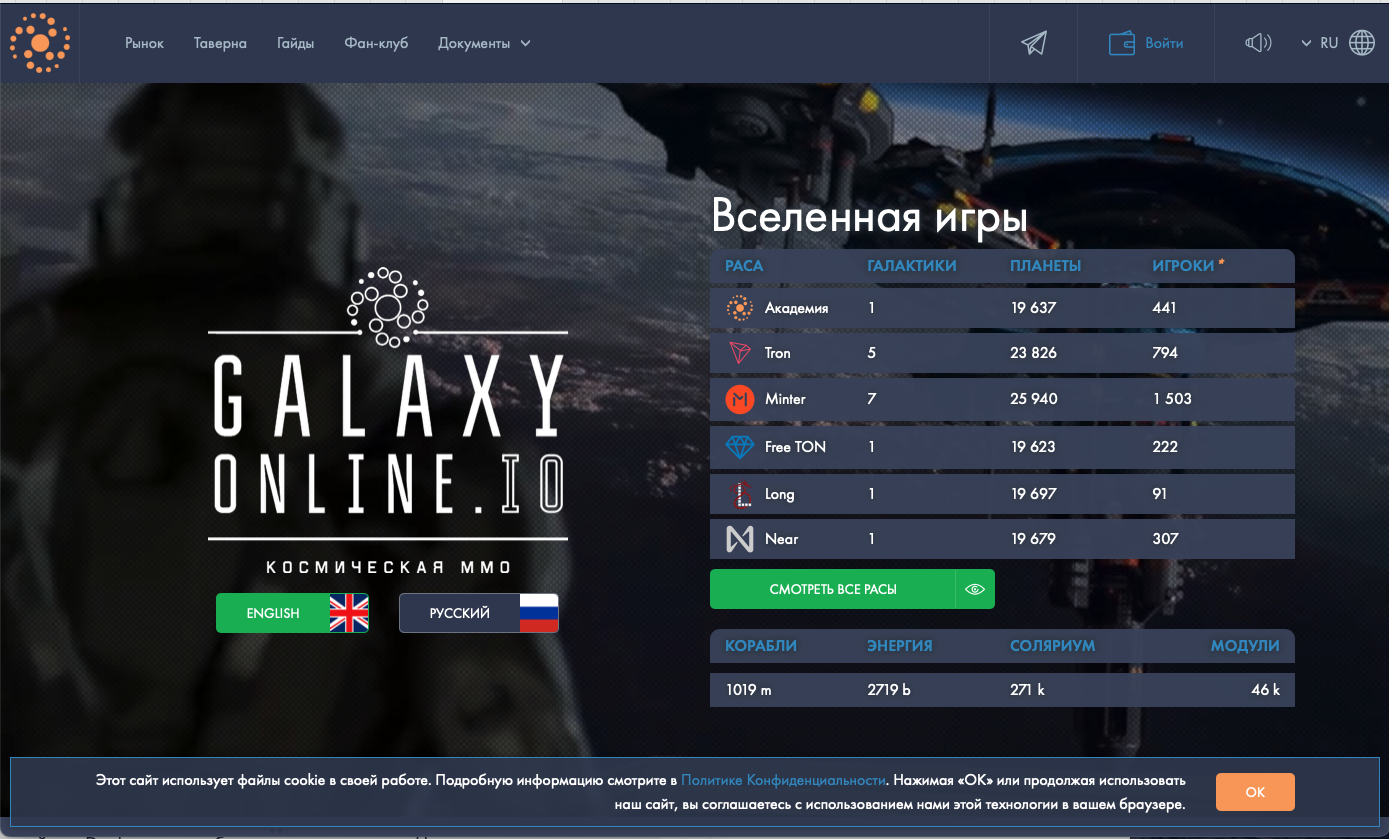 Рынок Таверна Гайды Фан-клуб Документы Войти RU
Вселенная игры
РАСА ГАЛАКТИКИ ПЛАНЕТЫ ИГРОКИ *
Академия 1 19 637 441
Tron 5 23 826 794
Minter 7 25 940 1 503
Free TON 1 19 623 222
Long 1 19 697 91
Near 1 19 679 307
СМОТРЕТЬ ВСЕ РАСЫ
КОРАБЛИ ЭНЕРГИЯ СОЛЯРИУМ МОДУЛИ
1019 m 2719 b 271 k 46 k
GALAXY
ONLINE.IO
КОСМИЧЕСКАЯ ММО
ENGLISH РУССКИЙ
Этот сайт использует файлы cookie в своей работе. Подробную информацию смотрите в Политике Конфиденциальности. Нажимая «ОК» или продолжая использовать
наш сайт, вы соглашаетесь с использованием нами этой технологии в вашем браузере.
ОК